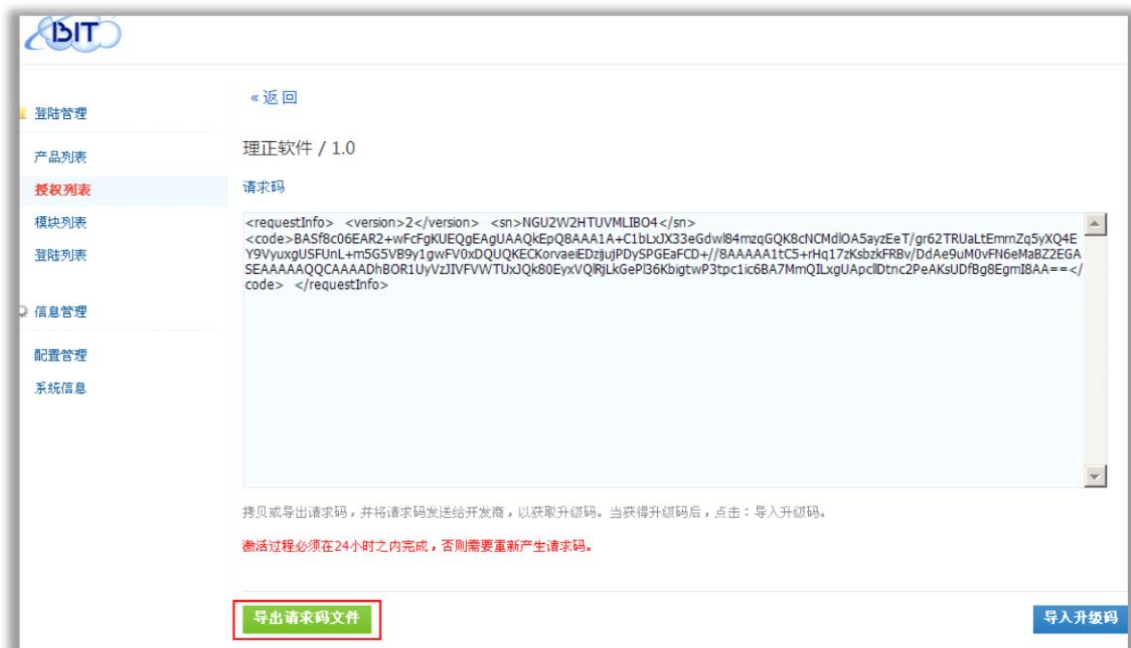 BIT
«返回
登陆管理
理正软件 / 1.0
产品列表
授权列表
请求码
模块列表
登陆列表
<requestInfo> <version>2</version> <sn>NGU2W2HTUVMLIBO4</sn>
<code>BASf8c06EAR2+wFcFgKUEQgEAgUAAQkEpQ8AAA1A+C1bLxJX33eGdwl84mzqGQK8cNCMdlOA5ayzEeT/gr62TRUaLtEmrnZq5yXQ4E
Y9VyuxgUSFUnL+m5G5VB9y1gwFV0xDQUQKECKorvaeiEDzjjujPDySPGEaFCD+//8AAAAA1tC5+rHq17zKsbzkFRBv/DdAe9uM0vFN6eMaBZ2EGA
SEAAAAAQQCAAAADhBOR1UyVzJIVFVWTUxJQk80EyxVQlRjLkGePl36KbigtwP3tpc1ic6BA7MmQILxgUApcllDtnc2PeAKsUDfBg8EgmI8AA==</
code> </requestInfo>
信息管理
配置管理
系统信息
拷贝或导出请求码，并将请求码发送给开发商，以获取升级码。当获得升级码后，点击：导入升级码。
激活过程必须在24小时之内完成，否则需要重新产生请求码。
导出请求码文件
导入升级码